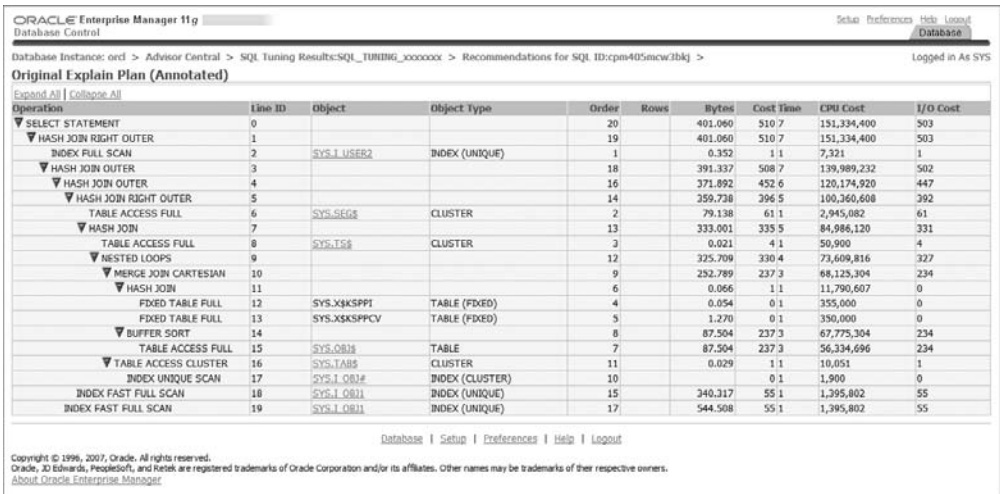 ORACLE Enterprise Manager 11g
Database Control
Setup Preferences Help Logout
Database
Database Instance: orcl > Advisor Central > SQL Tuning Results:SQL_TUNING_xxxxxxx > Recommendations for SQL ID:cpm405mcw3bkj >
Logged in As SYS
Original Explain Plan (Annotated)
Expand All | Collapse All
Operation Line ID Object Object Type Order Rows Bytes Cost Time CPU Cost I/O Cost
SELECT STATEMENT 0 20 401.060 510 7 151,334,400 503
HASH JOIN RIGHT OUTER 1 19 401.060 510 7 151,334,400 503
INDEX FULL SCAN 2 SYS.I_USER2 INDEX (UNIQUE) 1 0.352 1 1 7,321 1
HASH JOIN OUTER 3 18 391.337 508 7 139,989,232 502
HASH JOIN OUTER 4 16 371.892 452 6 120,174,920 447
HASH JOIN RIGHT OUTER 5 14 359.738 396 5 100,360,608 392
TABLE ACCESS FULL 6 SYS.SEG$ CLUSTER 2 79.138 61 1 2,945,082 61
HASH JOIN 7 13 333.001 335 5 84,986,120 331
TABLE ACCESS FULL 8 SYS.TS$ CLUSTER 3 0.021 4 1 50,900 4
NESTED LOOPS 9 12 325.709 330 4 73,609,816 327
MERGE JOIN CARTESIAN 10 9 252.789 237 3 68,125,304 234
HASH JOIN 11 6 0.066 1 1 11,790,607 0
FIXED TABLE FULL 12 SYS.X$KSPPI TABLE (FIXED) 4 0.054 0 1 355,000 0
FIXED TABLE FULL 13 SYS.X$KSPPCV TABLE (FIXED) 5 1.270 0 1 350,000 0
BUFFER SORT 14 8 87.504 237 3 67,775,304 234
TABLE ACCESS FULL 15 SYS.OBJ$ TABLE 7 87.504 237 3 56,334,696 234
TABLE ACCESS CLUSTER 16 SYS.TAB$ CLUSTER 11 0.029 1 1 10,051 1
INDEX UNIQUE SCAN 17 SYS.I_OBJ# INDEX (CLUSTER) 10 0 1 1,900 0
INDEX FAST FULL SCAN 18 SYS.I_OBJ1 INDEX (UNIQUE) 15 340.317 55 1 1,395,802 55
INDEX FAST FULL SCAN 19 SYS.I_OBJ1 INDEX (UNIQUE) 17 544.508 55 1 1,395,802 55
Database | Setup | Preferences | Help | Logout
Copyright © 1996, 2007, Oracle. All rights reserved.
Oracle, JD Edwards, PeopleSoft, and Retek are registered trademarks of Oracle Corporation and/or its affiliates. Other names may be trademarks of their respective owners.
About Oracle Enterprise Manager